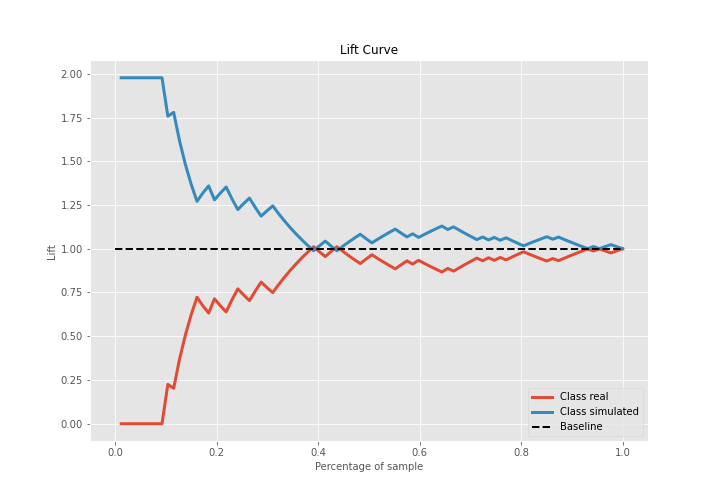 Lift Curve
2.00
1.75
1.50
1.25
1.00
0.75
0.50
0.25
0.00
Lift
0.0 0.2 0.4 0.6 0.8 1.0
Percentage of sample
Class real
Class simulated
Baseline